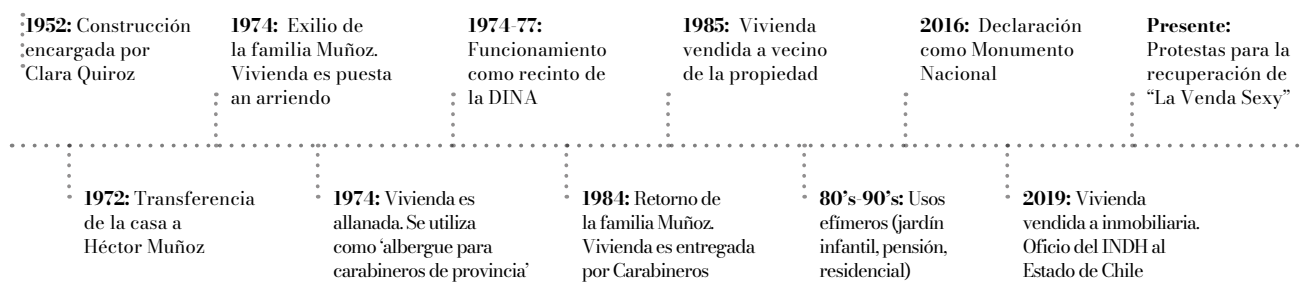 1952: Construcción
encargada por
Clara Quiroz
1972: Transferencia
de la casa a
Héctor Muñoz
1974: Exilio de
la familia Muñoz.
Vivienda es puesta
an arriendo
1974: Vivienda es
allanada. Se utiliza
como ‘albergue para
carabineros de provincia’
1974-77:
Funcionamiento
como recinto de
la DINA
1984: Retorno de
la familia Muñoz.
Vivienda es entregada
por Carabineros
1985: Vivienda
vendida a vecino
de la propiedad
80’s-90’s: Usos
efímeros (jardín
infantil, pensión,
residencial)
2016: Declaración
como Monumento
Nacional
2019: Vivienda
vendida a inmobiliaria.
Oficio del INDH al
Estado de Chile
Presente:
Protestas para la
recuperación de
“La Venda Sexy”